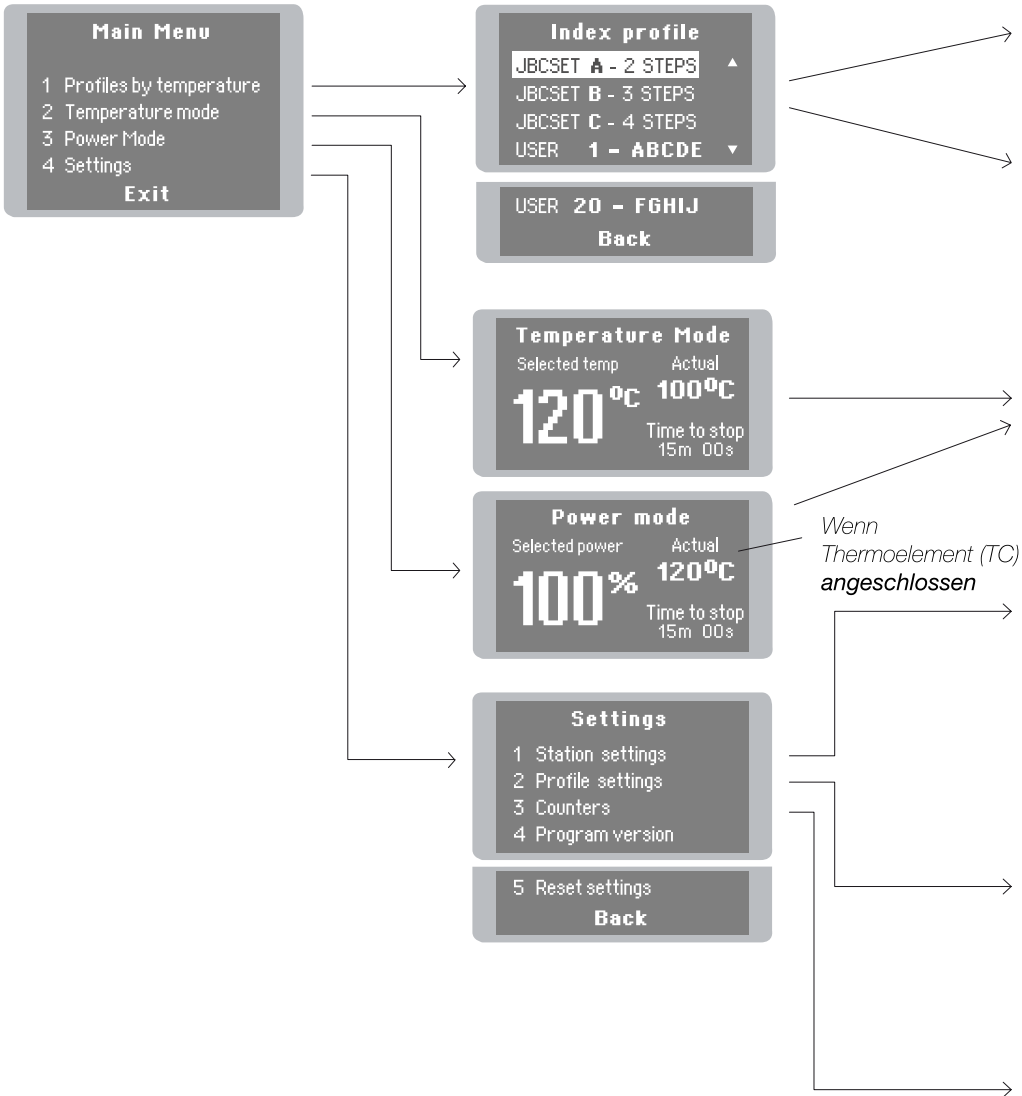 Main Menu
1 Profiles by temperature
2 Temperature mode
3 Power Mode
4 Settings
Exit
Index profile
JBCSET A - 2 STEPS ▲
JBCSET B - 3 STEPS
JBCSET C - 4 STEPS
USER 1 - ABCDE ▼
USER 20 - FGHIJ
Back
Temperature Mode
Selected temp Actual
120ºC 100ºC
Time to stop
15m 00s
Power mode
Selected power Actual
100% 120ºC
Time to stop
15m 00s
Wenn
Thermoelement (TC)
angeschlossen
Settings
1 Station settings
2 Profile settings
3 Counters
4 Program version
5 Reset settings
Back